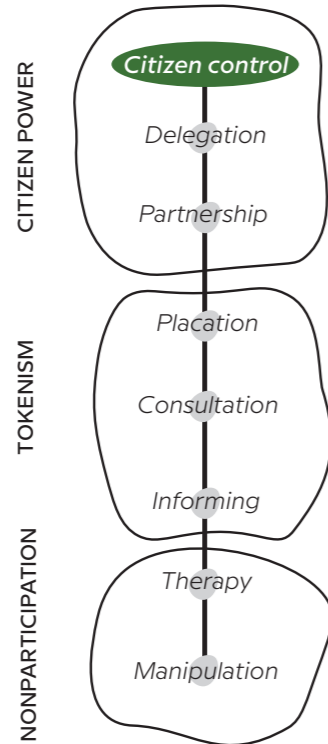 CITIZEN POWER
Citizen control
Delegation
Partnership
TOKENISM
Placation
Consultation
Informing
NONPARTICIPATION
Therapy
Manipulation